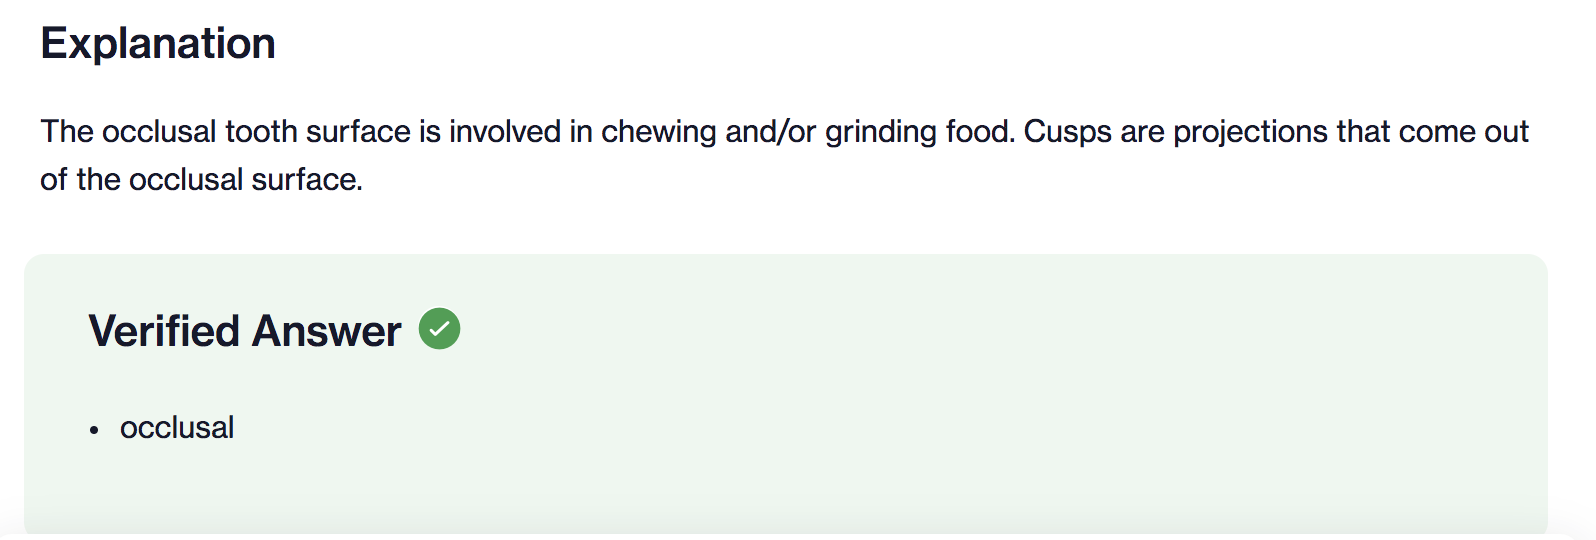 Explanation
The occlusal tooth surface is involved in chewing and/or grinding food. Cusps are projections that come out
of the occlusal surface.
Verified Answer
• occlusal